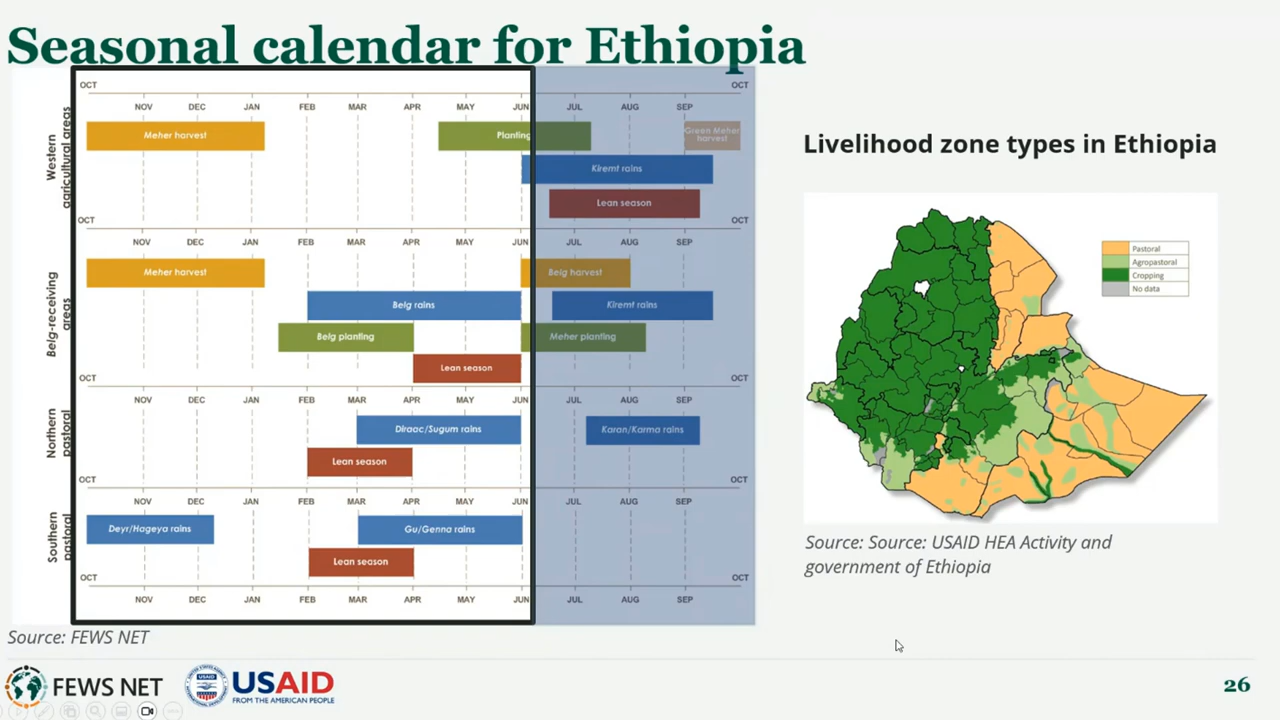 Seasonal calendar for Ethiopia
OCT OCT
NOV DEC JAN FEB MAR APR MAY JUN JUL AUG SEP
Western
agricultural areas
Meher harvest
Planting
Green Meher
harvest
Kiremt rains
Lean season
OCT OCT
NOV DEC JAN FEB MAR APR MAY JUN JUL AUG SEP
Belg-receiving
areas
Meher harvest
Belg harvest
Belg rains
Kiremt rains
Belg planting
Meher planting
Lean season
OCT OCT
NOV DEC JAN FEB MAR APR MAY JUN JUL AUG SEP
Northern
pastoral
Diraac/Sugum rains
Karan/Karma rains
Lean season
OCT OCT
NOV DEC JAN FEB MAR APR MAY JUN JUL AUG SEP
Southern
pastoral
Deyr/Hageya rains
Gu/Genna rains
Lean season
OCT OCT
NOV DEC JAN FEB MAR APR MAY JUN JUL AUG SEP
Source: FEWS NET
Livelihood zone types in Ethiopia
Pastoral
Agropastoral
Cropping
No data
Source: Source: USAID HEA Activity and
government of Ethiopia
FEWS NET
USAID
FROM THE AMERICAN PEOPLE
26